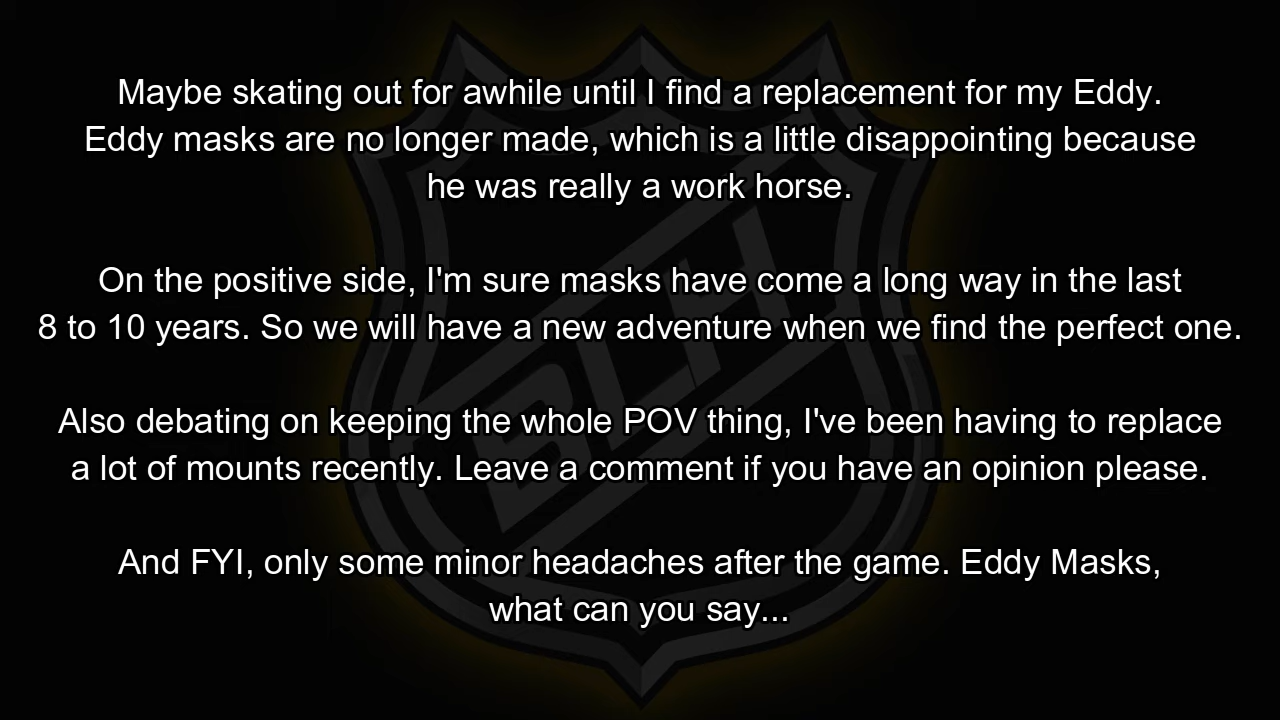 Maybe skating out for awhile until I find a replacement for my Eddy.
Eddy masks are no longer made, which is a little disappointing because
he was really a work horse.
On the positive side, I'm sure masks have come a long way in the last
8 to 10 years. So we will have a new adventure when we find the perfect one.
Also debating on keeping the whole POV thing, I've been having to replace
a lot of mounts recently. Leave a comment if you have an opinion please.
And FYI, only some minor headaches after the game. Eddy Masks,
what can you say...
BLH